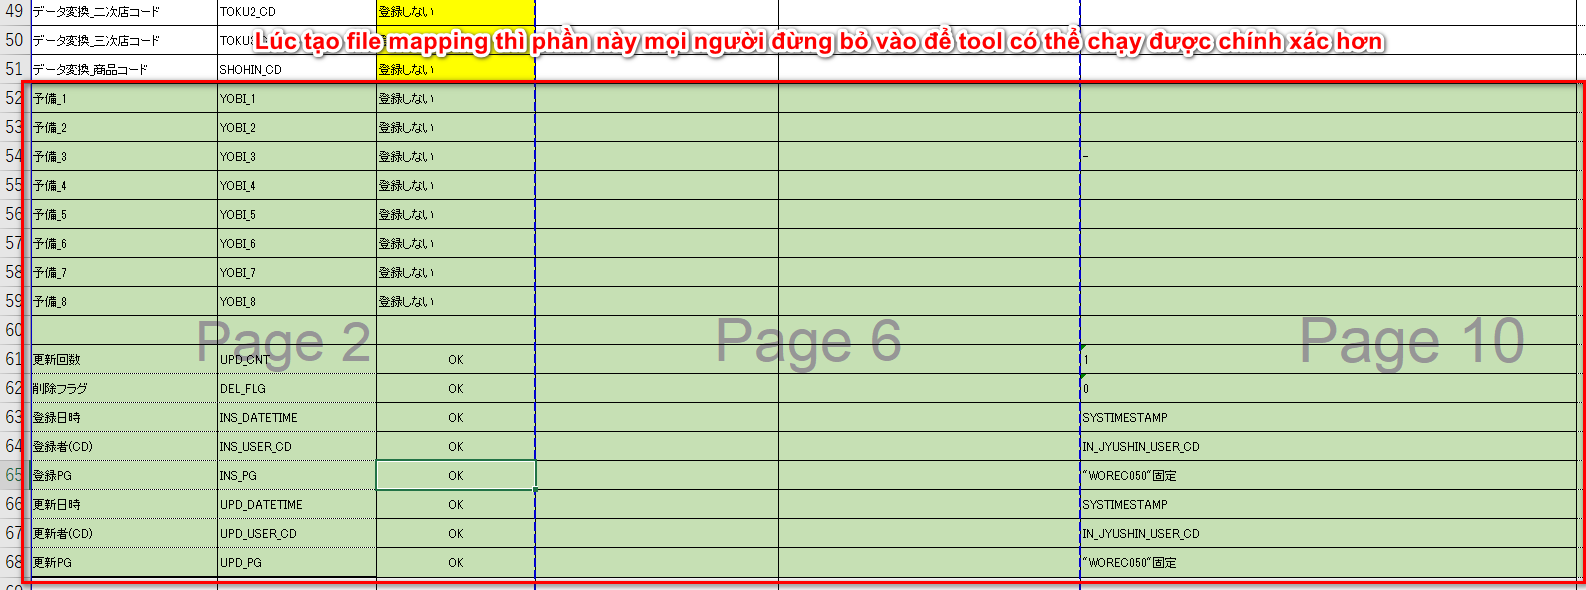 49 データ変換_二次店コード TOKU2_CD 登録しない
50 データ変換_三次店コード TOKU
Lúc tạo file mapping thì phần này mọi người đừng bỏ vào để tool có thể chạy được chính xác hơn
51 データ変換_商品コード SHOHIN_CD 登録しない
52 予備_1 YOBI_1 登録しない
53 予備_2 YOBI_2 登録しない
54 予備_3 YOBI_3 登録しない -
55 予備_4 YOBI_4 登録しない
56 予備_5 YOBI_5 登録しない
57 予備_6 YOBI_6 登録しない
58 予備_7 YOBI_7 登録しない
59 予備_8 YOBI_8 登録しない
60
Page 2 Page 6 Page 10
61 更新回数 UPD_CNT OK 1
62 削除フラグ DEL_FLG OK 0
63 登録日時 INS_DATETIME OK SYSTIMESTAMP
64 登録者(CD) INS_USER_CD OK IN_JYUSHIN_USER_CD
65 登録PG INS_PG OK "WOREC050"固定
66 更新日時 UPD_DATETIME OK SYSTIMESTAMP
67 更新者(CD) UPD_USER_CD OK IN_JYUSHIN_USER_CD
68 更新PG UPD_PG OK "WOREC050"固定